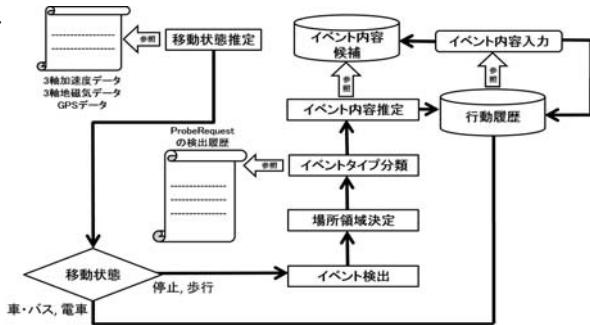 参照
移動状態推定
3軸加速度データ
3軸地磁気データ
GPSデータ
イベント内容
候補
イベント内容入力
参照
参照
イベント内容推定
行動履歴
ProbeRequest
の検出履歴
参照
イベントタイプ分類
場所領域決定
移動状態
停止, 歩行
イベント検出
車・バス, 電車